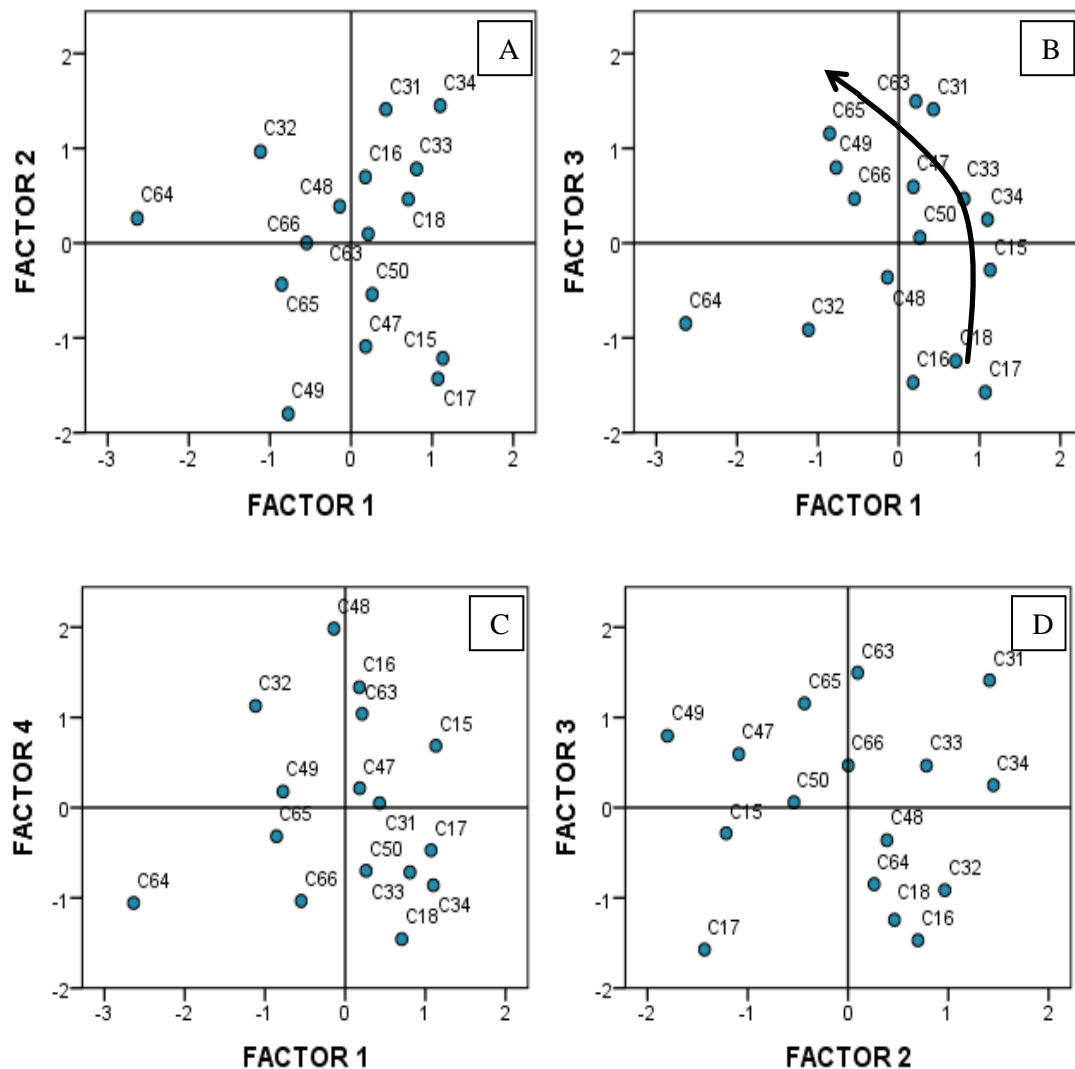 A
2
1
0
-1
-2
FACTOR 2
C31
C34
C32
C16
C33
C64
C48
C18
C66
C63
C65
C50
C47
C15
C17
C49
-3
-2
-1
0
1
2
FACTOR 1
B
2
1
0
-1
-2
FACTOR 3
C63
C31
C65
C49
C47
C33
C66
C34
C50
C15
C64
C32
C48
C18
C16
C17
-3
-2
-1
0
1
2
FACTOR 1
C
2
1
0
-1
-2
FACTOR 4
C48
C16
C32
C63
C15
C49
C47
C65
C31
C17
C50
C64
C66
C33
C34
C18
-3
-2
-1
0
1
2
FACTOR 1
D
2
1
0
-1
-2
FACTOR 3
C63
C31
C65
C49
C47
C66
C33
C34
C50
C15
C48
C64
C32
C18
C16
C17
-2
-1
0
1
2
FACTOR 2